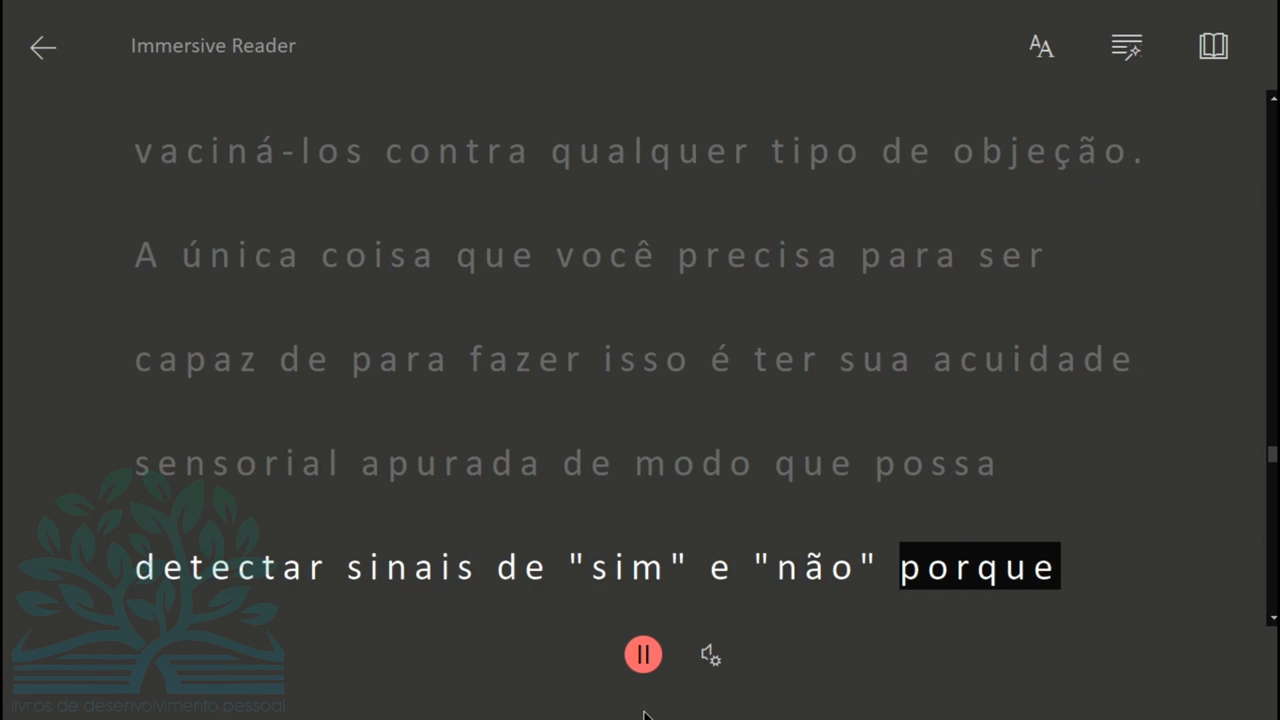 Immersive Reader
vaciná-los contra qualquer tipo de objeção.
A única coisa que você precisa para ser
capaz de para fazer isso é ter sua acuidade
sensorial apurada de modo que possa
detectar sinais de "sim" e "não" porque
livros de desenvolvimento pessoal